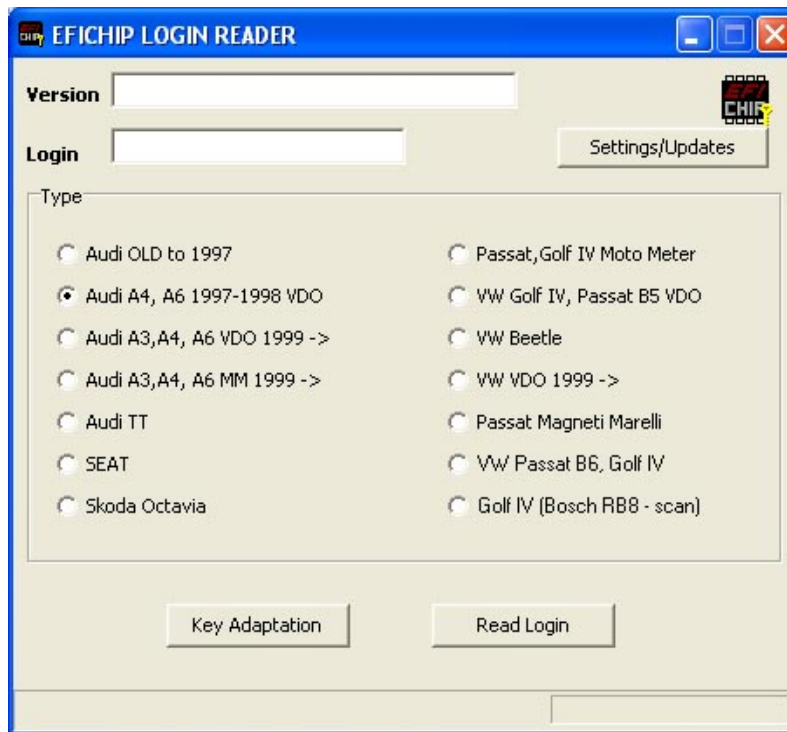 EFICHIP LOGIN READER
Version
EFI
CHIP
Login
Settings/Updates
Type
Audi OLD to 1997
Passat,Golf IV Moto Meter
Audi A4, A6 1997-1998 VDO
VW Golf IV, Passat B5 VDO
Audi A3,A4, A6 VDO 1999 ->
VW Beetle
Audi A3,A4, A6 MM 1999 ->
VW VDO 1999 ->
Audi TT
Passat Magneti Marelli
SEAT
VW Passat B6, Golf IV
Skoda Octavia
Golf IV (Bosch RB8 - scan)
Key Adaptation
Read Login